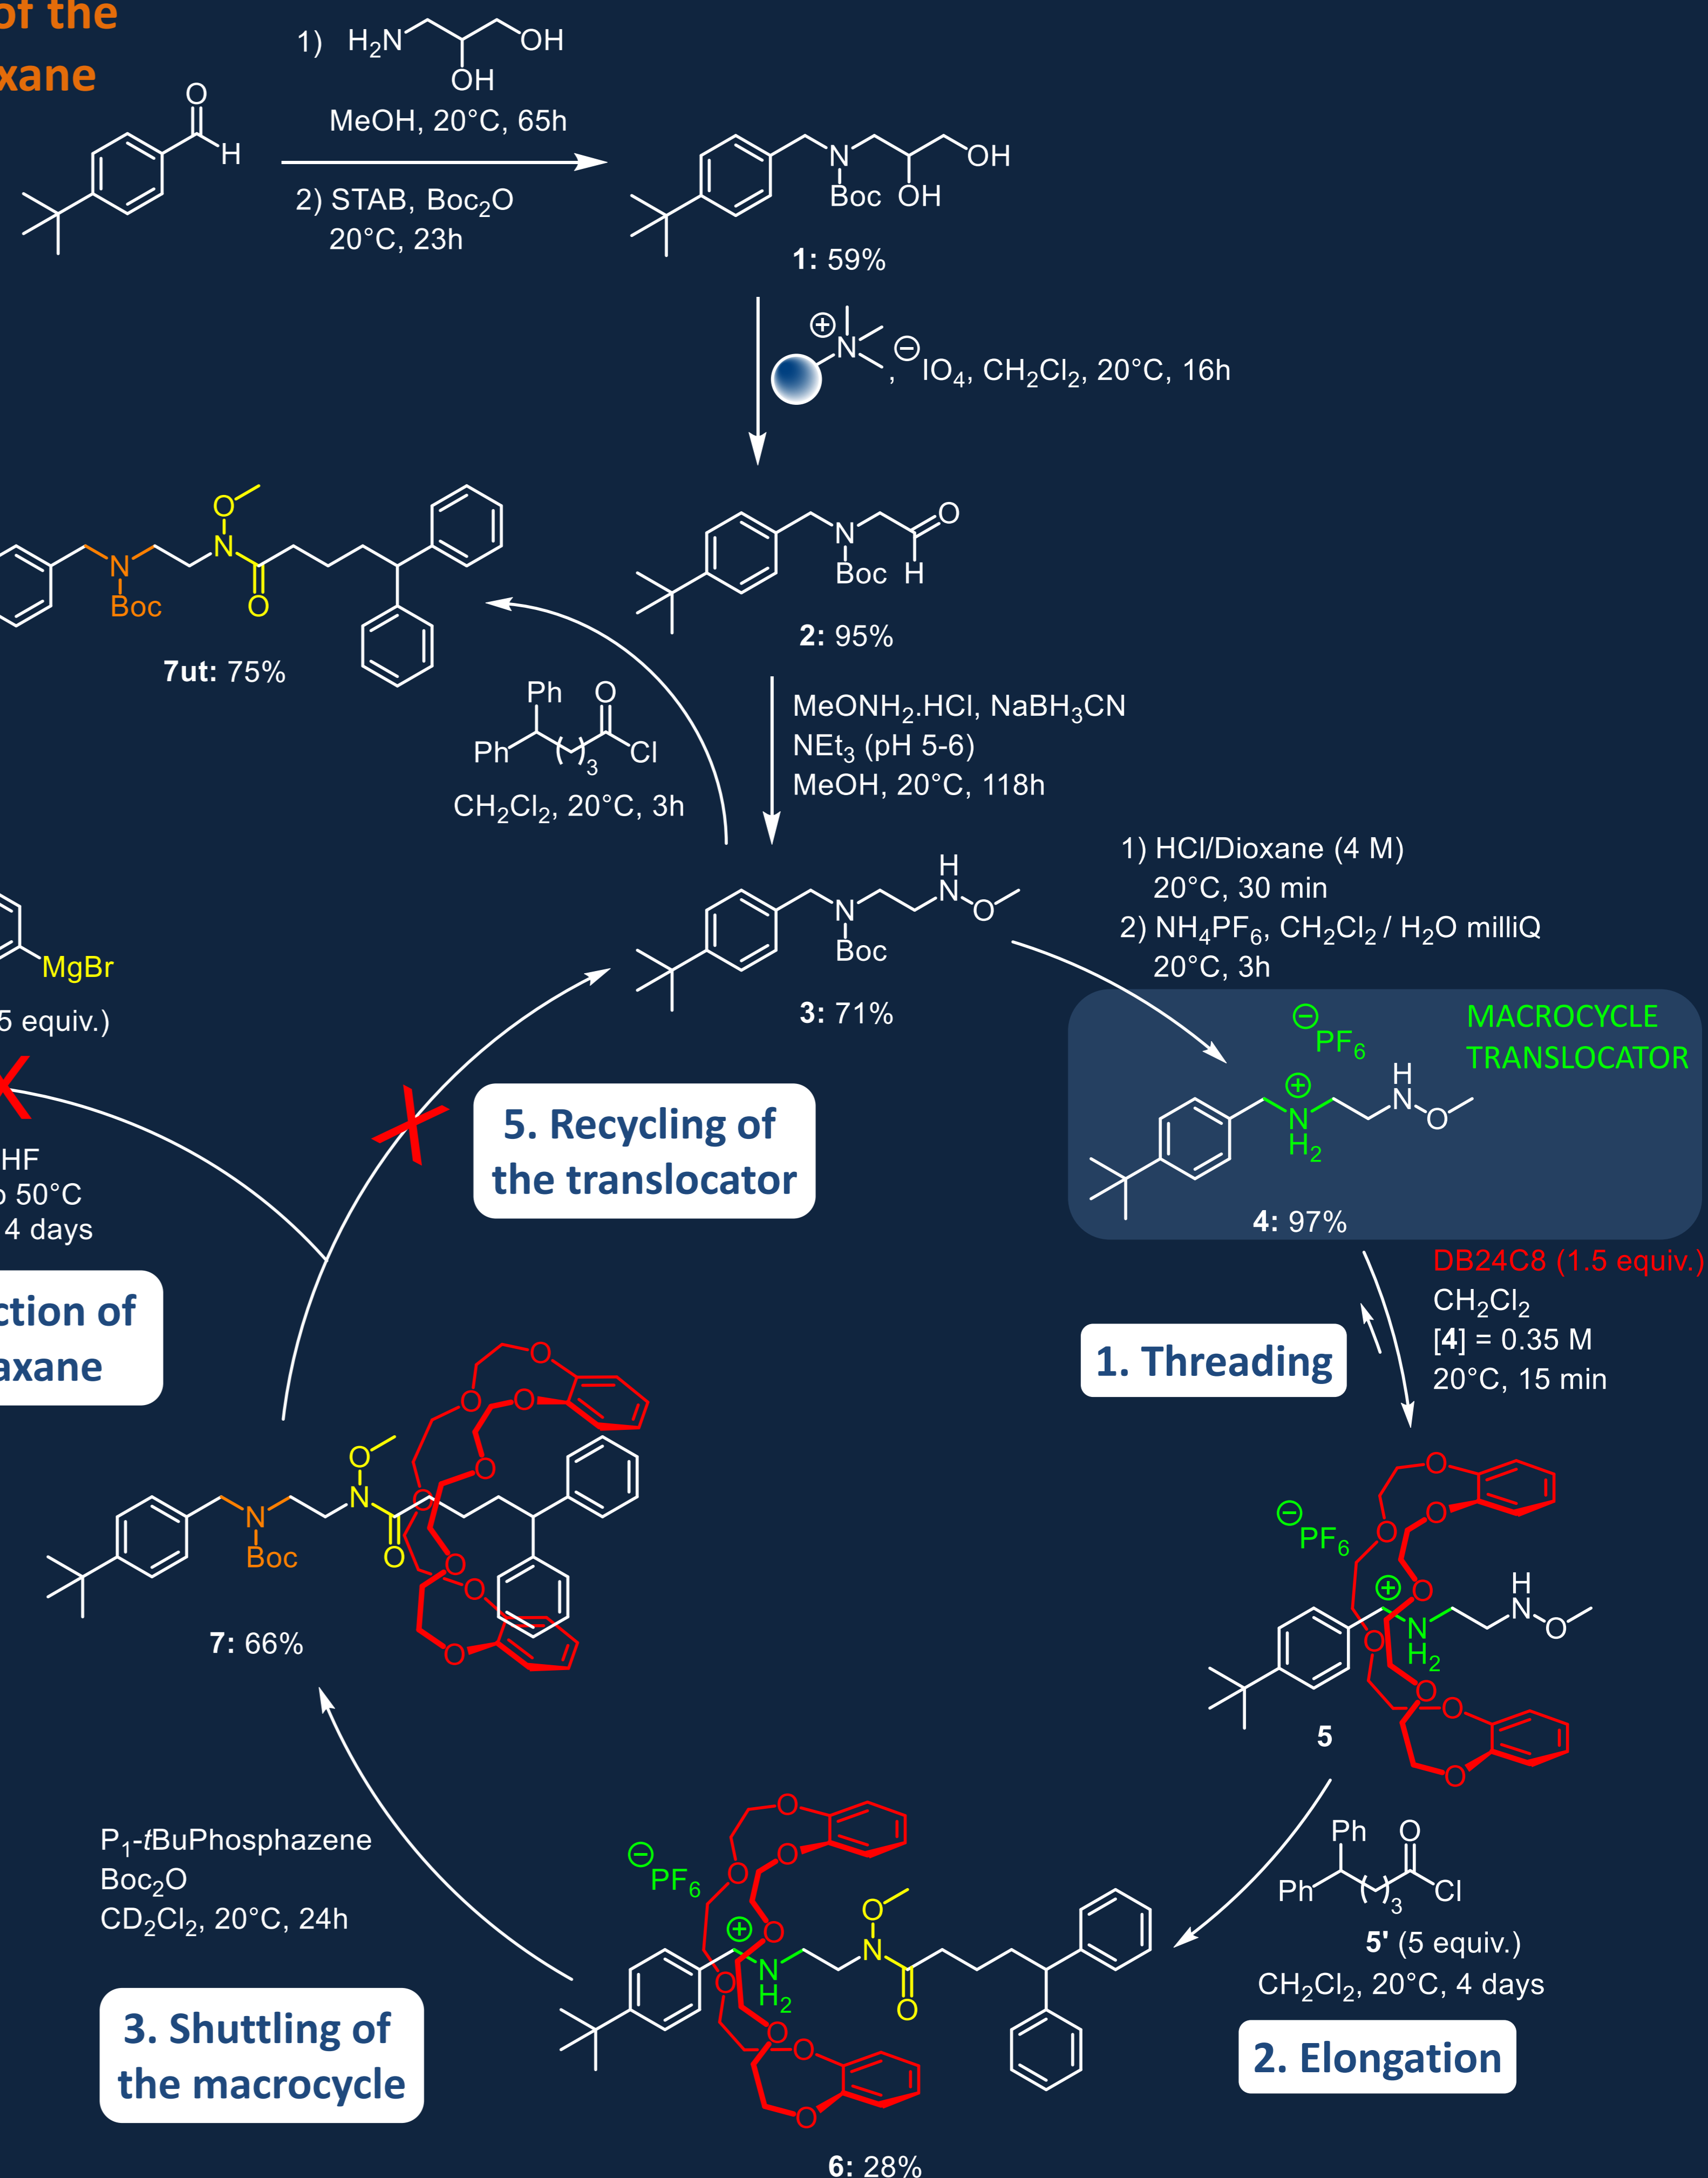 of the
xane
1) H₂N OH
OH
MeOH, 20°C, 65h
O
H
2) STAB, Boc₂O
20°C, 23h
N OH
Boc OH
1: 59%
⊕
N
, ⊖IO₄, CH₂Cl₂, 20°C, 16h
O
N
N
Boc
O
7ut: 75%
N O
Boc H
2: 95%
Ph O
Ph ( )₃ Cl
CH₂Cl₂, 20°C, 3h
MeONH₂.HCl, NaBH₃CN
NEt₃ (pH 5-6)
MeOH, 20°C, 118h
H
N
N O
Boc
3: 71%
1) HCl/Dioxane (4 M)
20°C, 30 min
2) NH₄PF₆, CH₂Cl₂ / H₂O milliQ
20°C, 3h
MgBr
5 equiv.)
X
HF
o 50°C
4 days
X
5. Recycling of
the translocator
MACROCYCLE
TRANSLOCATOR
⊖
PF₆
⊕
H
N
N O
H₂
4: 97%
ction of
axane
1. Threading
DB24C8 (1.5 equiv.)
CH₂Cl₂
[4] = 0.35 M
20°C, 15 min
O
O
O
O
O
O
O
O
O
N
N
Boc
O
7: 66%
O
O
O
O
O
O
O
O
⊖
PF₆
⊕
H
N
N O
H₂
5
P₁-tBuPhosphazene
Boc₂O
CD₂Cl₂, 20°C, 24h
3. Shuttling of
the macrocycle
Ph O
Ph ( )₃ Cl
5' (5 equiv.)
CH₂Cl₂, 20°C, 4 days
2. Elongation
O
O
O
O
O
O
O
O
⊖
PF₆
⊕
O
N
N
H₂
O
6: 28%